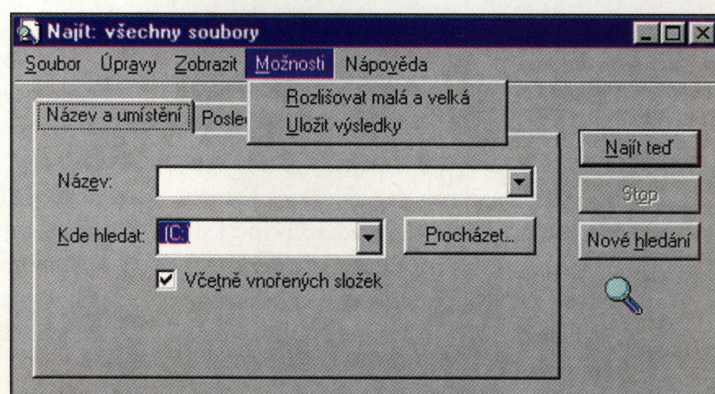 Najít: všechny soubory
Soubor Úpravy Zobrazit Možnosti Nápověda
Rozlišovat malá a velká
Uložit výsledky
Název a umístění
Název:
Kde hledat: (C:)
Procházet...
Včetně vnořených složek
Najít teď
Stop
Nové hledání